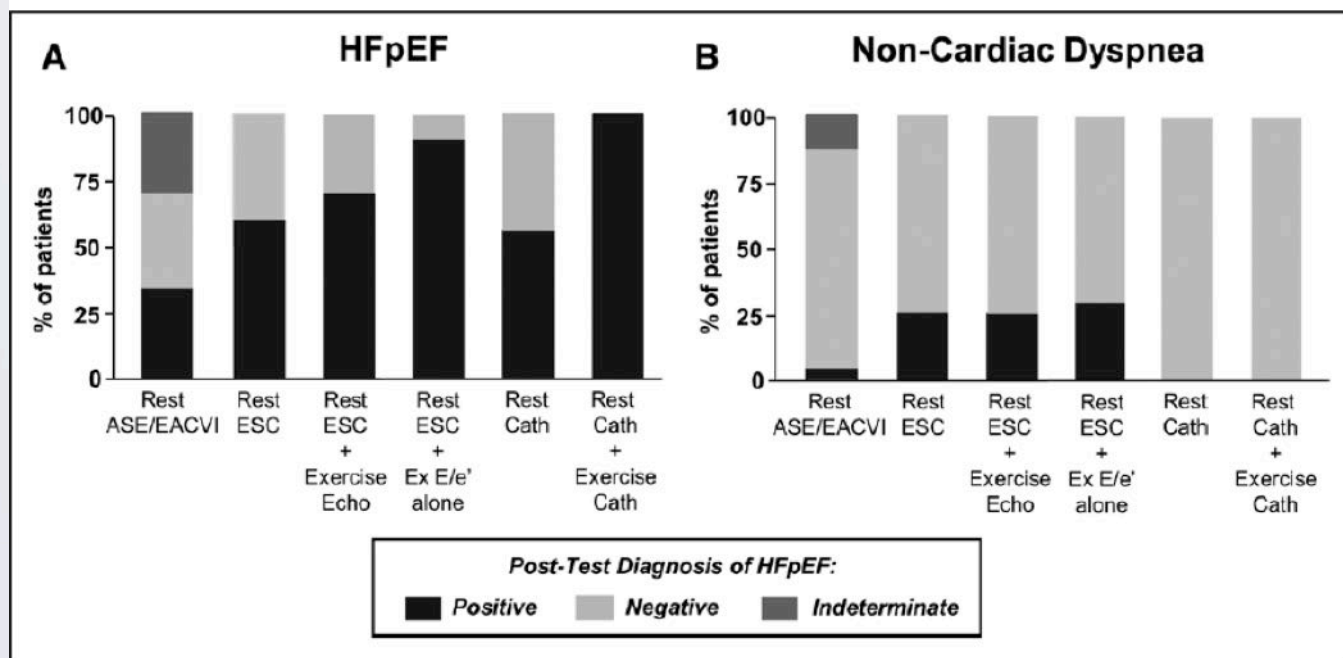 A
HFpEF
% of patients
100
75
50
25
0
Rest
ASE/EACVI
Rest
ESC
Rest
ESC
+
Exercise
Echo
Rest
ESC
+
Ex E/e'
alone
Rest
Cath
Rest
Cath
+
Exercise
Cath
B
Non-Cardiac Dyspnea
% of patients
100
75
50
25
0
Rest
ASE/EACVI
Rest
ESC
Rest
ESC
+
Exercise
Echo
Rest
ESC
+
Ex E/e'
alone
Rest
Cath
Rest
Cath
+
Exercise
Cath
Post-Test Diagnosis of HFpEF:
Positive Negative Indeterminate